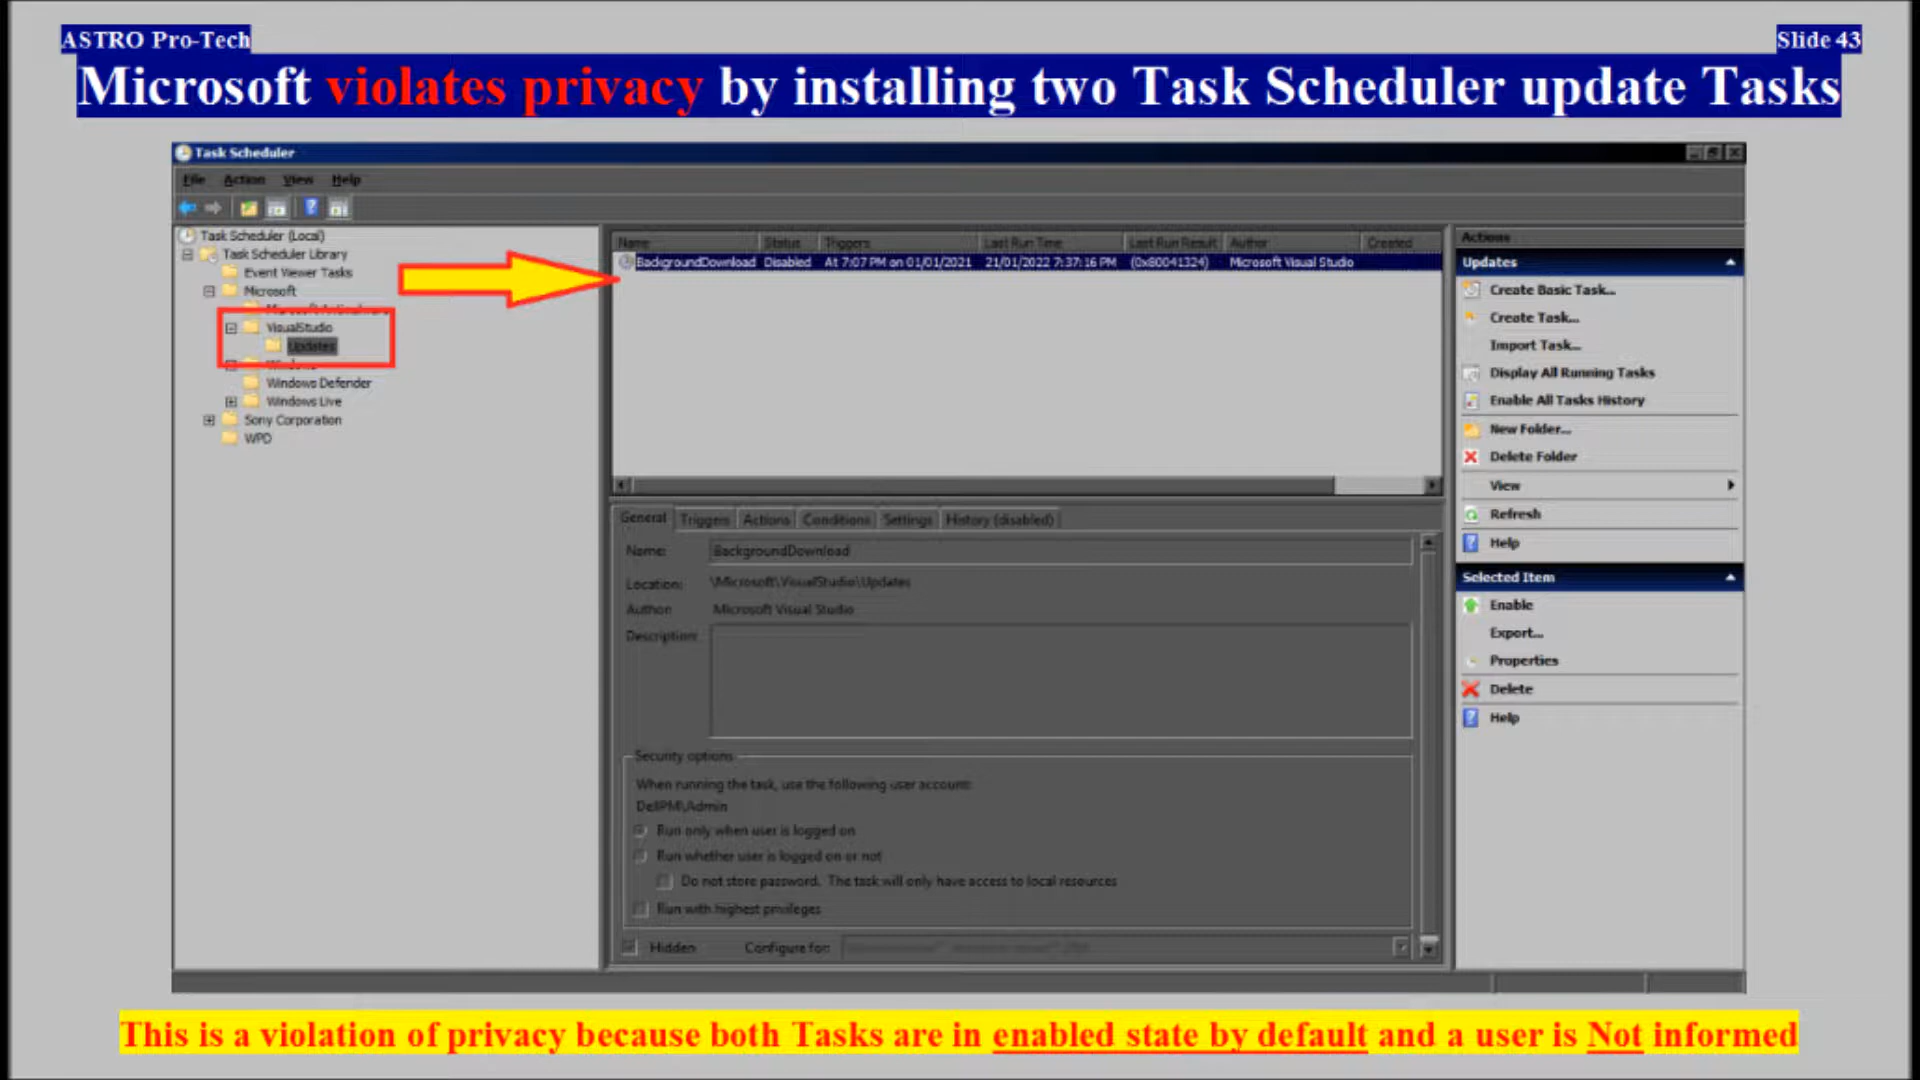 ASTRO Pro-Tech
Slide 43
Microsoft violates privacy by installing two Task Scheduler update Tasks
Task Scheduler
File Action View Help
Task Scheduler (Local)
Task Scheduler Library
Event Viewer Tasks
Microsoft
VisualStudio
Updates
Windows Defender
Windows Live
Sony Corporation
WPD
Name Status Triggers Last Run Time Last Run Result Author Created
BackgroundDownload Disabled At 7:07 PM on 01/01/2021 21/01/2022 7:37:16 PM (0x80041324) Microsoft Visual Studio
General Triggers Actions Conditions Settings History (disabled)
Name: BackgroundDownload
Location: \Microsoft\VisualStudio\Updates
Author: Microsoft Visual Studio
Description:
Security options
When running the task, use the following user account:
DellPM\Admin
Run only when user is logged on
Run whether user is logged on or not
Do not store password. The task will only have access to local resources
Run with highest privileges
Hidden Configure for:
Actions
Updates
Create Basic Task...
Create Task...
Import Task...
Display All Running Tasks
Enable All Tasks History
New Folder...
Delete Folder
View
Refresh
Help
Selected Item
Enable
Export...
Properties
Delete
Help
This is a violation of privacy because both Tasks are in enabled state by default and a user is Not informed